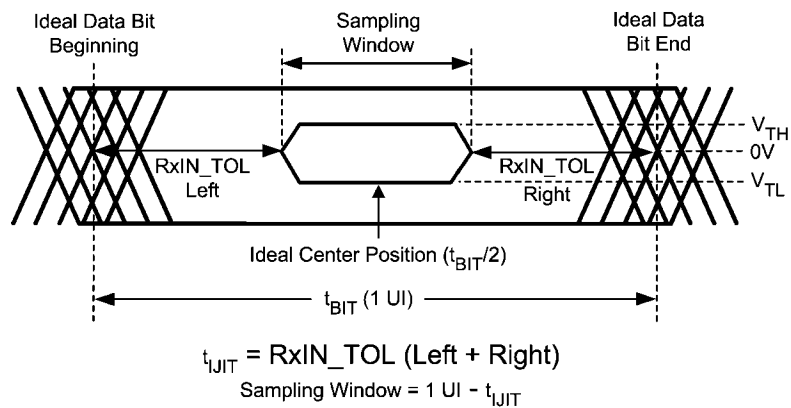 Ideal Data Bit
Beginning
Sampling
Window
Ideal Data
Bit End
V_TH
0V
V_TL
RxIN_TOL
Left
RxIN_TOL
Right
Ideal Center Position (t_BIT/2)
t_BIT (1 UI)
t_IJIT = RxIN_TOL (Left + Right)
Sampling Window = 1 UI - t_IJIT